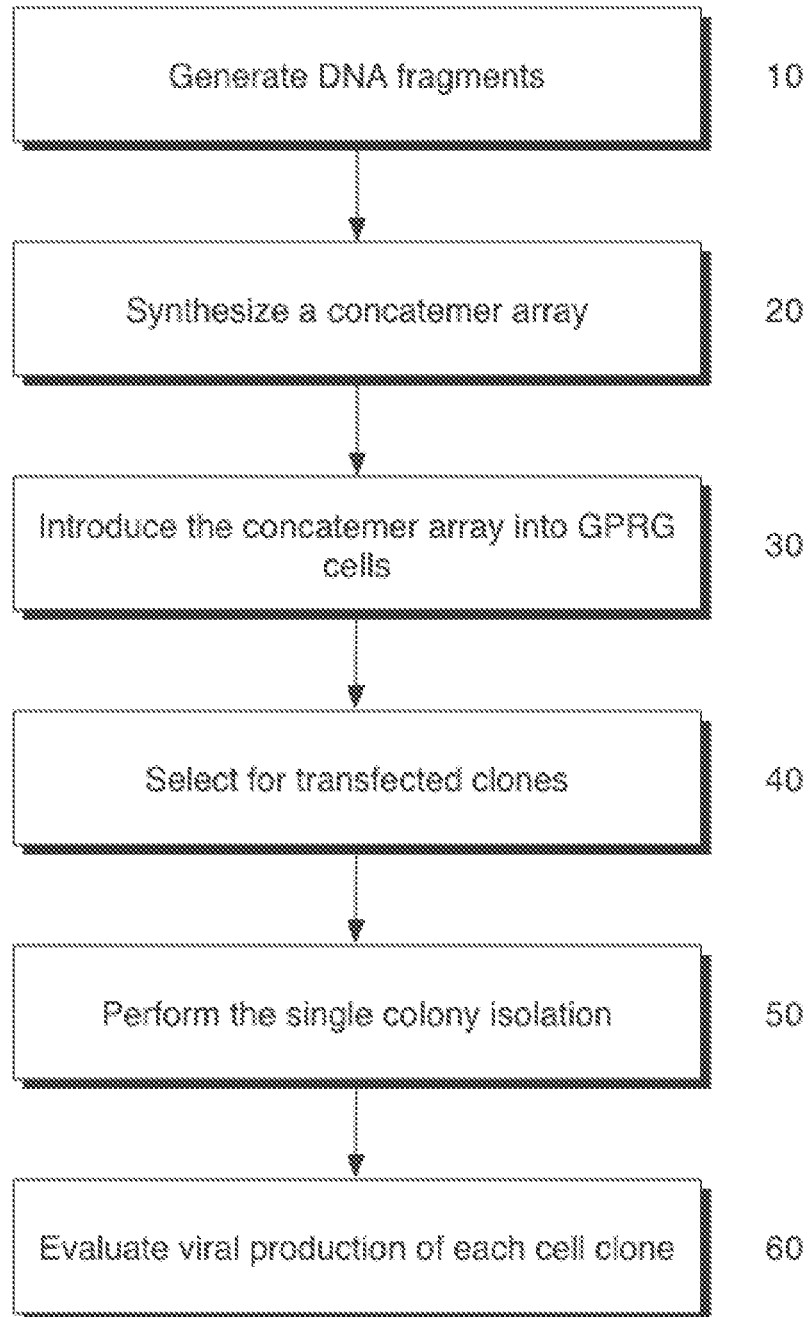 Generate DNA fragments 10
Synthesize a concatemer array 20
Introduce the concatemer array into GPRG 30
cells
Select for transfected clones 40
Perform the single colony isolation 50
Evaluate viral production of each cell clone 60